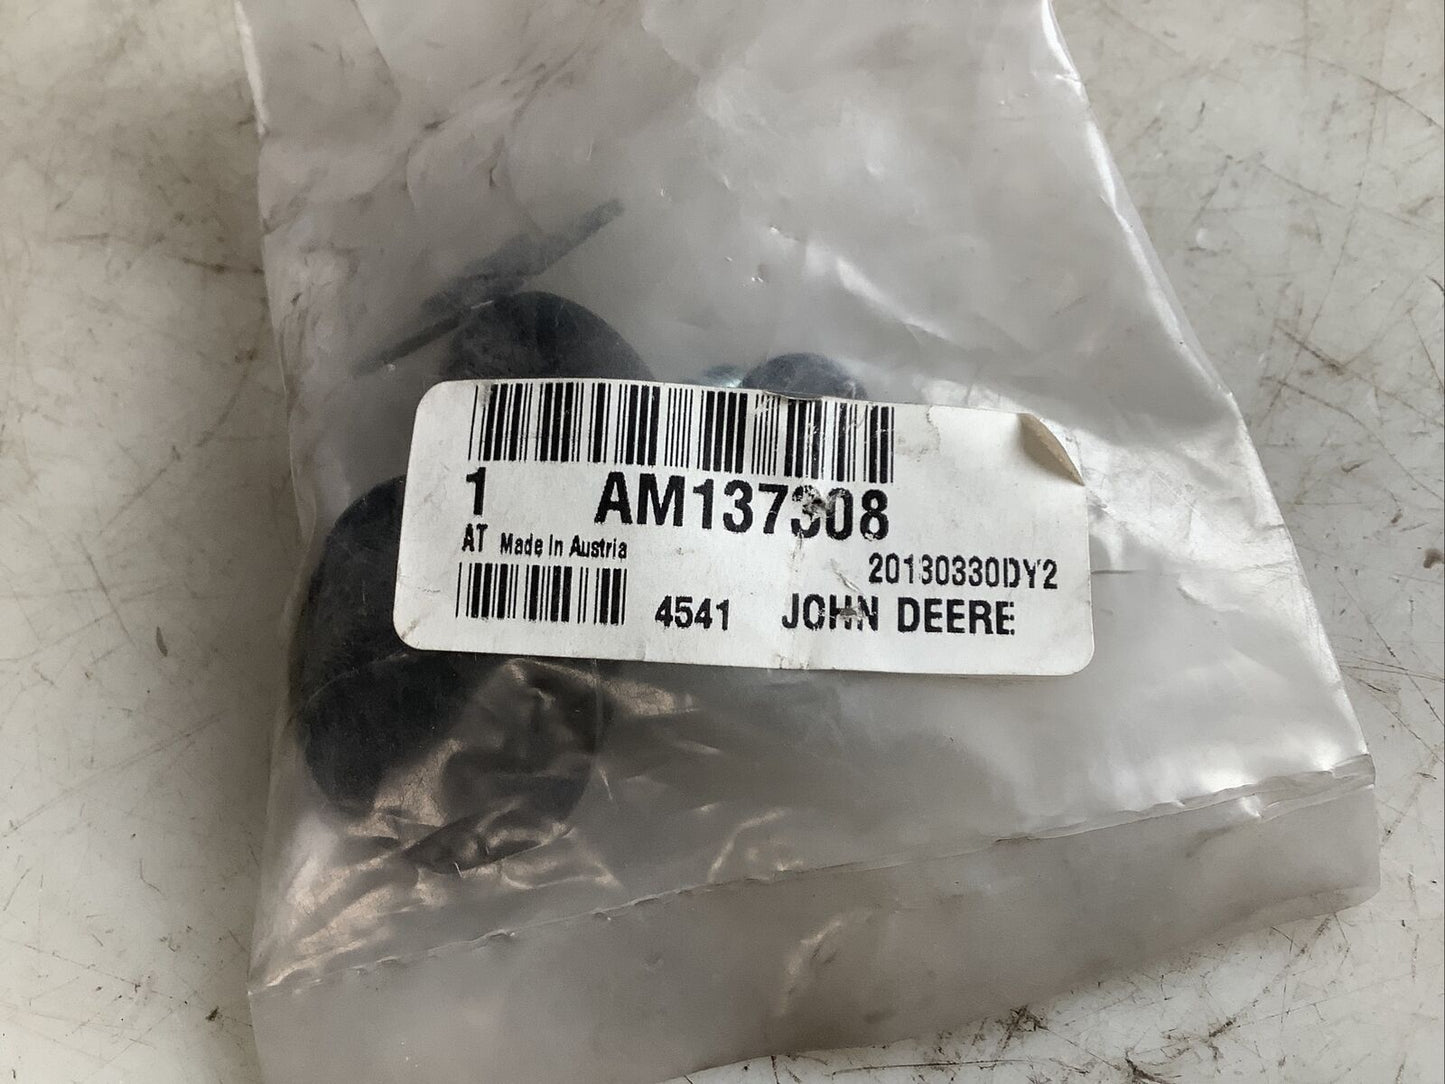 1 AM137308
AT Made In Austria
20130330DY2
4541 JOHN DEERE